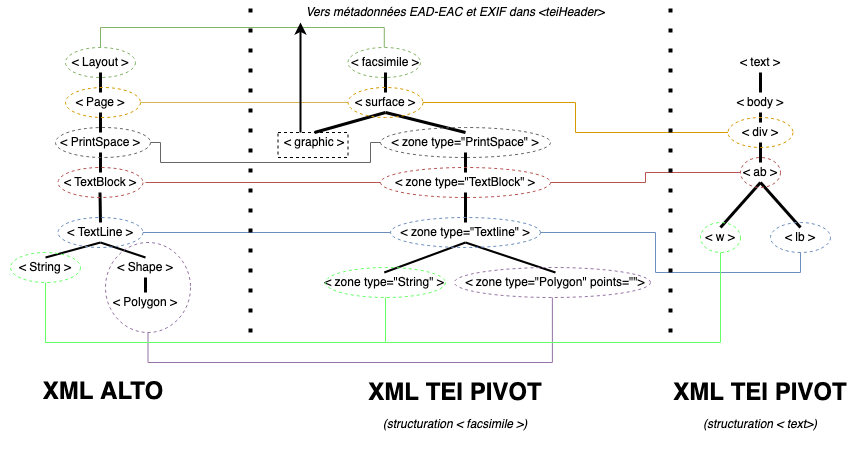 Vers métadonnées EAD-EAC et EXIF dans <teiHeader>
< Layout >
< facsimile >
< text >
< Page >
< surface >
< body >
< PrintSpace >
< graphic >
< zone type="PrintSpace" >
< div >
< TextBlock >
< zone type="TextBlock" >
< ab >
< TextLine >
< zone type="Textline" >
< w >
< lb >
< String >
< Shape >
< Polygon >
< zone type="String" >
< zone type="Polygon" points="">
XML ALTO
XML TEI PIVOT
(structuration < facsimile >)
XML TEI PIVOT
(structuration < text>)